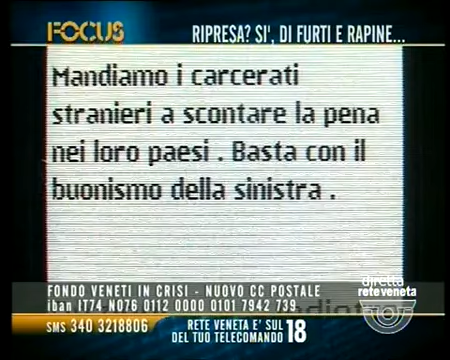 FOCUS
RIPRESA? SI', DI FURTI E RAPINE...
Mandiamo i carcerati
stranieri a scontare la pena
nei loro paesi . Basta con il
buonismo della sinistra .
FONDO VENETI IN CRISI - NUOVO CC POSTALE
iban IT74 N076 0112 0000 0101 7942 739
diretta
reteveneta
SMS 340 3218806
RETE VENETA E' SUL
DEL TUO TELECOMANDO 18